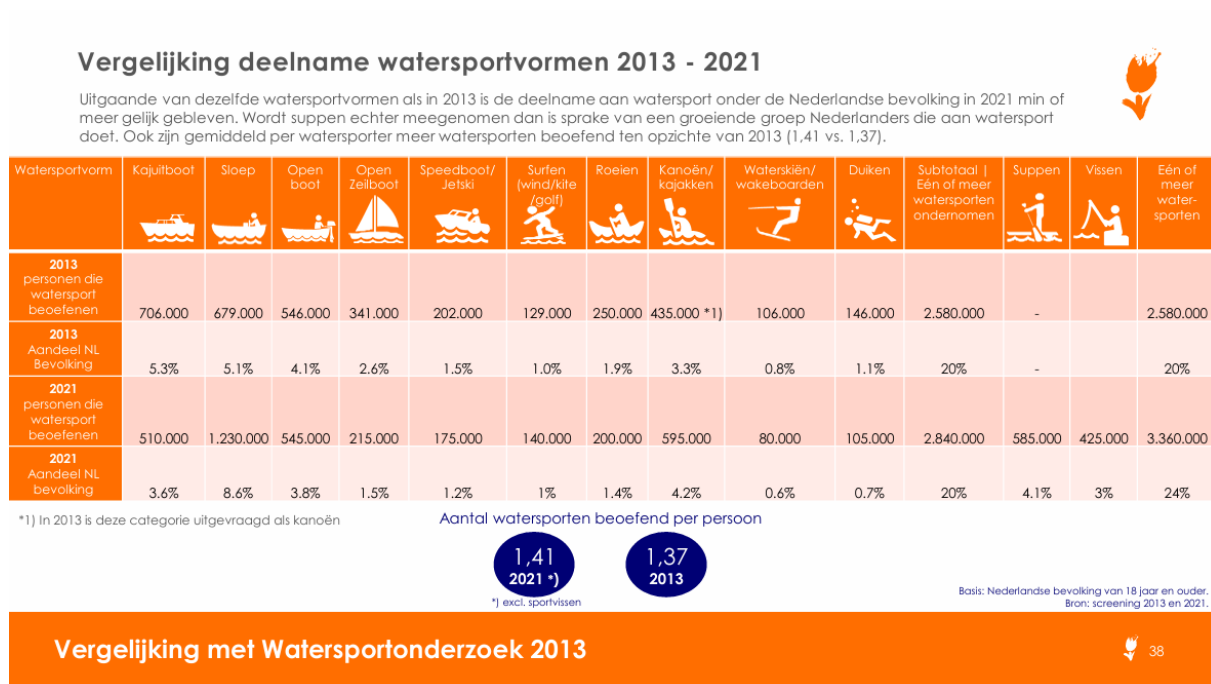 Vergelijking deelname watersportvormen 2013 - 2021
Uitgaande van dezelfde watersportvormen als in 2013 is de deelname aan watersport onder de Nederlandse bevolking in 2021 min of
meer gelijk gebleven. Wordt suppen echter meegenomen dan is sprake van een groeiende groep Nederlanders die aan watersport
doet. Ook zijn gemiddeld per watersporter meer watersporten beoefend ten opzichte van 2013 (1,41 vs. 1,37).
Watersportvorm Kajuitboot Sloep Open boot Open Zeilboot Speedboot/ Jetski Surfen (wind/kite /golf) Roeien Kanoën/ kajakken Waterskiën/ wakeboarden Duiken Subtotaal | Eén of meer watersporten ondernomen Suppen Vissen Eén of meer water- sporten
2013 personen die watersport beoefenen 706.000 679.000 546.000 341.000 202.000 129.000 250.000 435.000 *1) 106.000 146.000 2.580.000 - 2.580.000
2013 Aandeel NL Bevolking 5.3% 5.1% 4.1% 2.6% 1.5% 1.0% 1.9% 3.3% 0.8% 1.1% 20% - 20%
2021 personen die watersport beoefenen 510.000 1.230.000 545.000 215.000 175.000 140.000 200.000 595.000 80.000 105.000 2.840.000 585.000 425.000 3.360.000
2021 Aandeel NL bevolking 3.6% 8.6% 3.8% 1.5% 1.2% 1% 1.4% 4.2% 0.6% 0.7% 20% 4.1% 3% 24%
*1) In 2013 is deze categorie uitgevraagd als kanoën
Aantal watersporten beoefend per persoon
1,41 2021 *)
1,37 2013
*) excl. sportvissen
Basis: Nederlandse bevolking van 18 jaar en ouder.
Bron: screening 2013 en 2021.
Vergelijking met Watersportonderzoek 2013
38